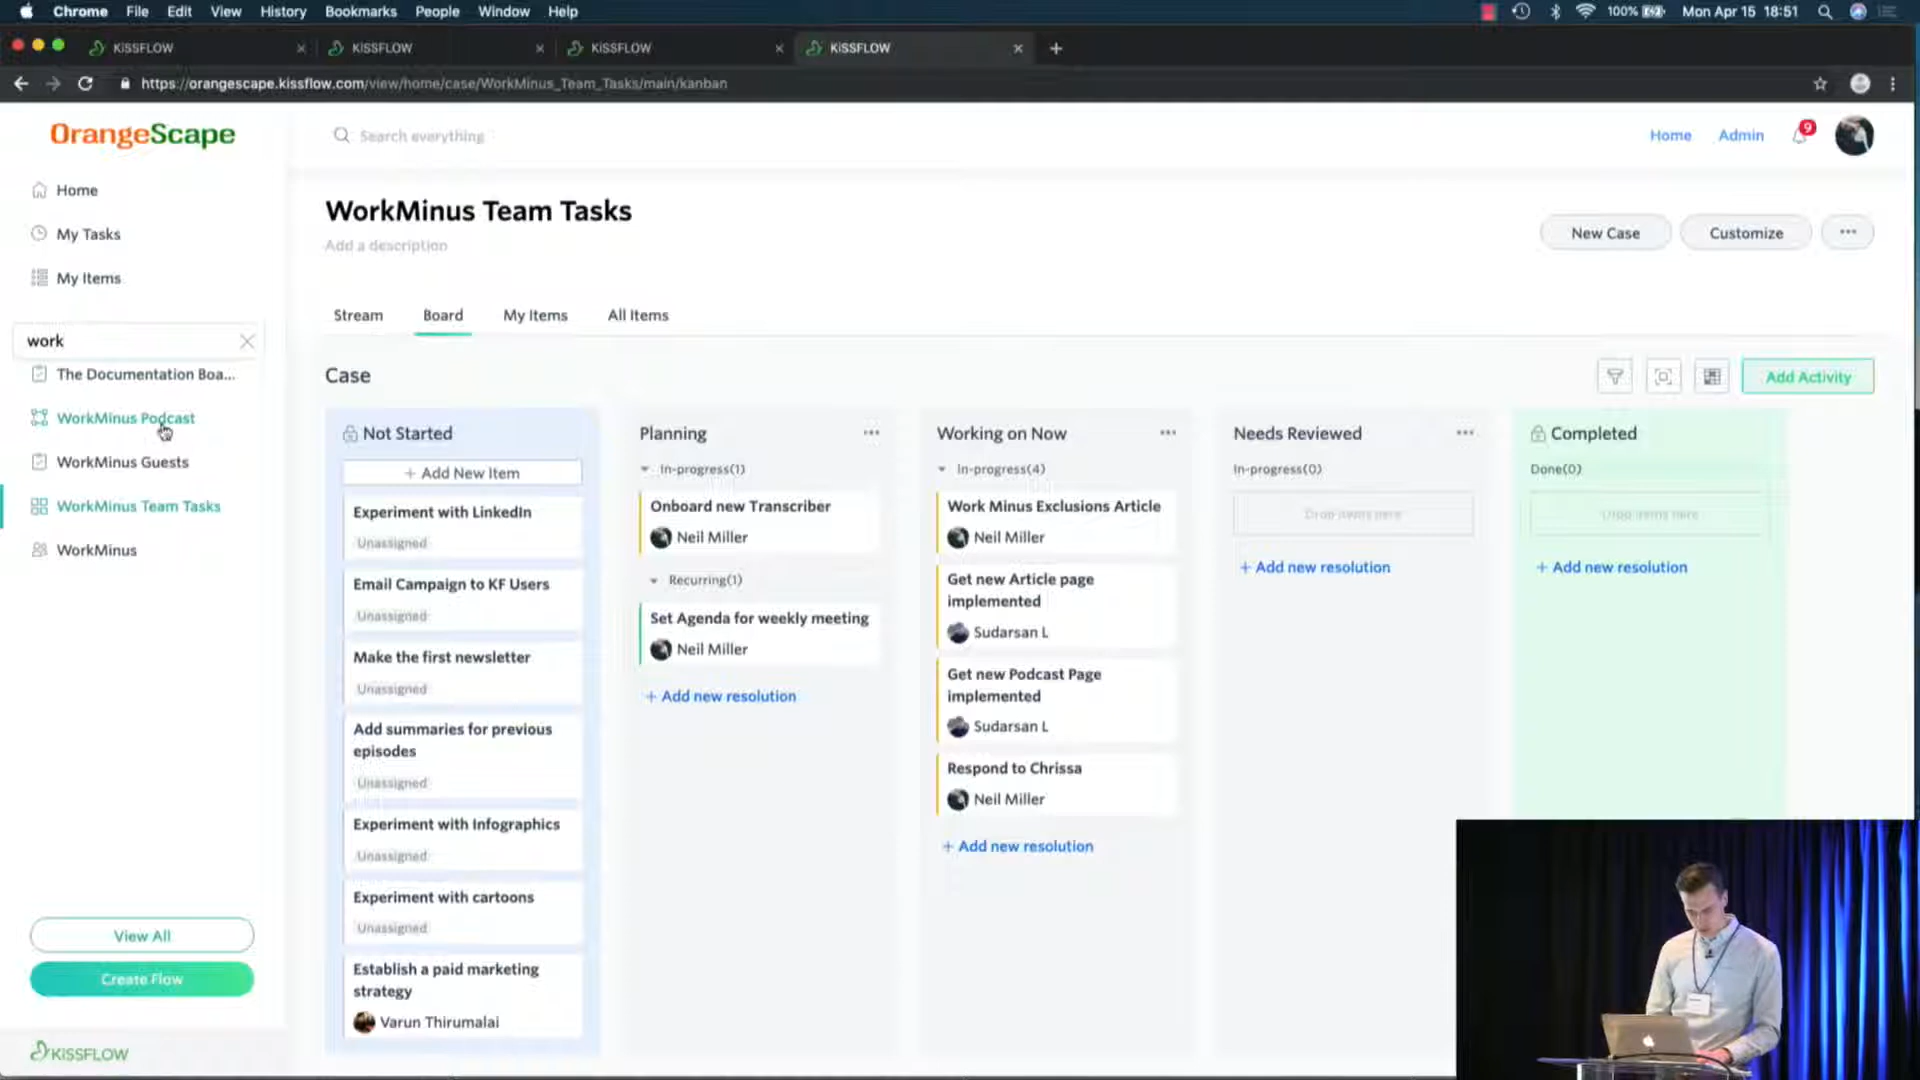 Chrome File Edit View History Bookmarks People Window Help
100% Mon Apr 15 18:51
KiSSFLOW
KiSSFLOW
KiSSFLOW
KiSSFLOW
https://orangescape.kissflow.com/view/home/case/WorkMinus_Team_Tasks/main/kanban
OrangeScape
Search everything
Home
Admin
9
Home
My Tasks
My Items
work
The Documentation Boa...
WorkMinus Podcast
WorkMinus Guests
WorkMinus Team Tasks
WorkMinus
View All
Create Flow
KiSSFLOW
WorkMinus Team Tasks
Add a description
New Case
Customize
Stream
Board
My Items
All Items
Case
Add Activity
Not Started
+ Add New Item
Experiment with LinkedIn
Unassigned
Email Campaign to KF Users
Unassigned
Make the first newsletter
Unassigned
Add summaries for previous
episodes
Unassigned
Experiment with Infographics
Unassigned
Experiment with cartoons
Unassigned
Establish a paid marketing
strategy
Varun Thirumalai
Planning
In-progress(1)
Onboard new Transcriber
Neil Miller
Recurring(1)
Set Agenda for weekly meeting
Neil Miller
+ Add new resolution
Working on Now
In-progress(4)
Work Minus Exclusions Article
Neil Miller
Get new Article page
implemented
Sudarsan L
Get new Podcast Page
implemented
Sudarsan L
Respond to Chrissa
Neil Miller
+ Add new resolution
Needs Reviewed
In-progress(0)
Drop items here
+ Add new resolution
Completed
Done(0)
Drop items here
+ Add new resolution